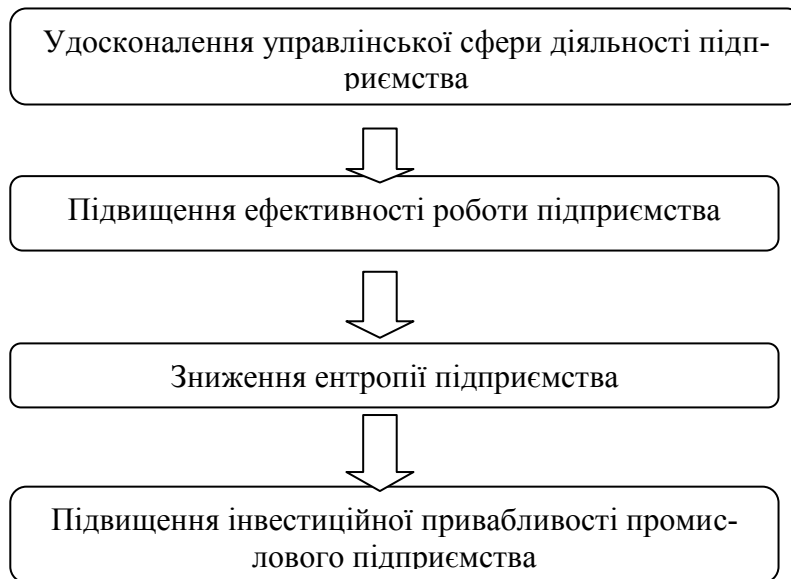 Удосконалення управлінської сфери діяльності підп-
риємства
Підвищення ефективності роботи підприємства
Зниження ентропії підприємства
Підвищення інвестиційної привабливості промис-
лового підприємства